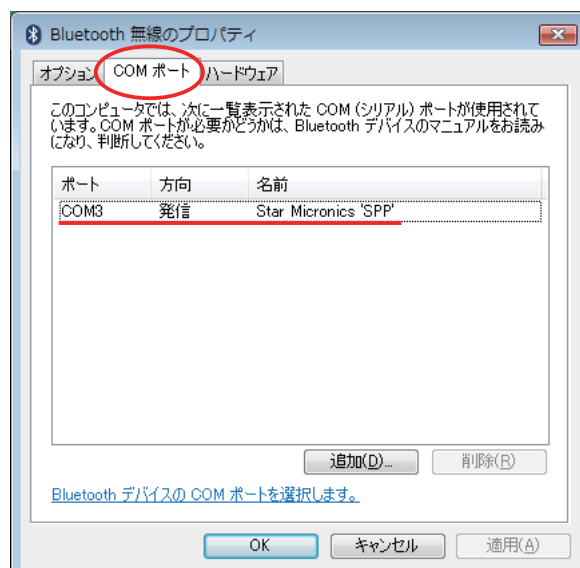 Bluetooth 無線のプロパティ
オプション COM ポート ハードウェア
このコンピュータでは、次に一覧表示された COM (シリアル) ポートが使用されて
います。COM ポートが必要かどうかは、Bluetooth デバイスのマニュアルをお読み
になり、判断してください。
ポート 方向 名前
COM3 発信 Star Micronics 'SPP'
追加(D)... 削除(R)
Bluetooth デバイスの COM ポートを選択します。
OK キャンセル 適用(A)